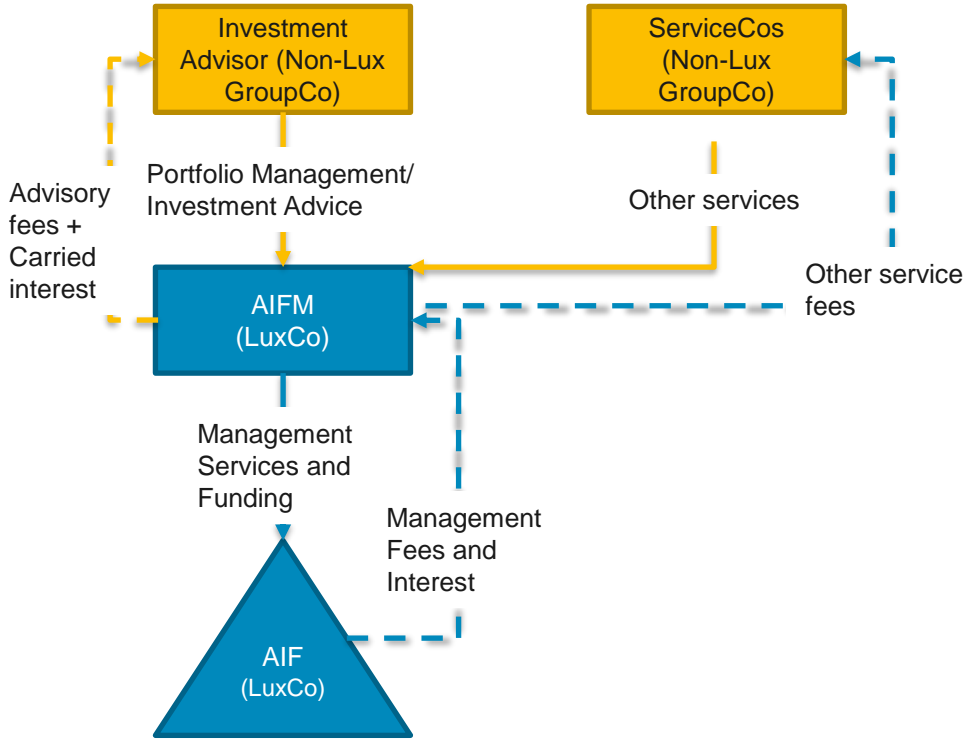 Investment
Advisor (Non-Lux
GroupCo)
ServiceCos
(Non-Lux
GroupCo)
Advisory
fees +
Carried
interest
Portfolio Management/
Investment Advice
Other services
Other service
fees
AIFM
(LuxCo)
Management
Services and
Funding
Management
Fees and
Interest
AIF
(LuxCo)